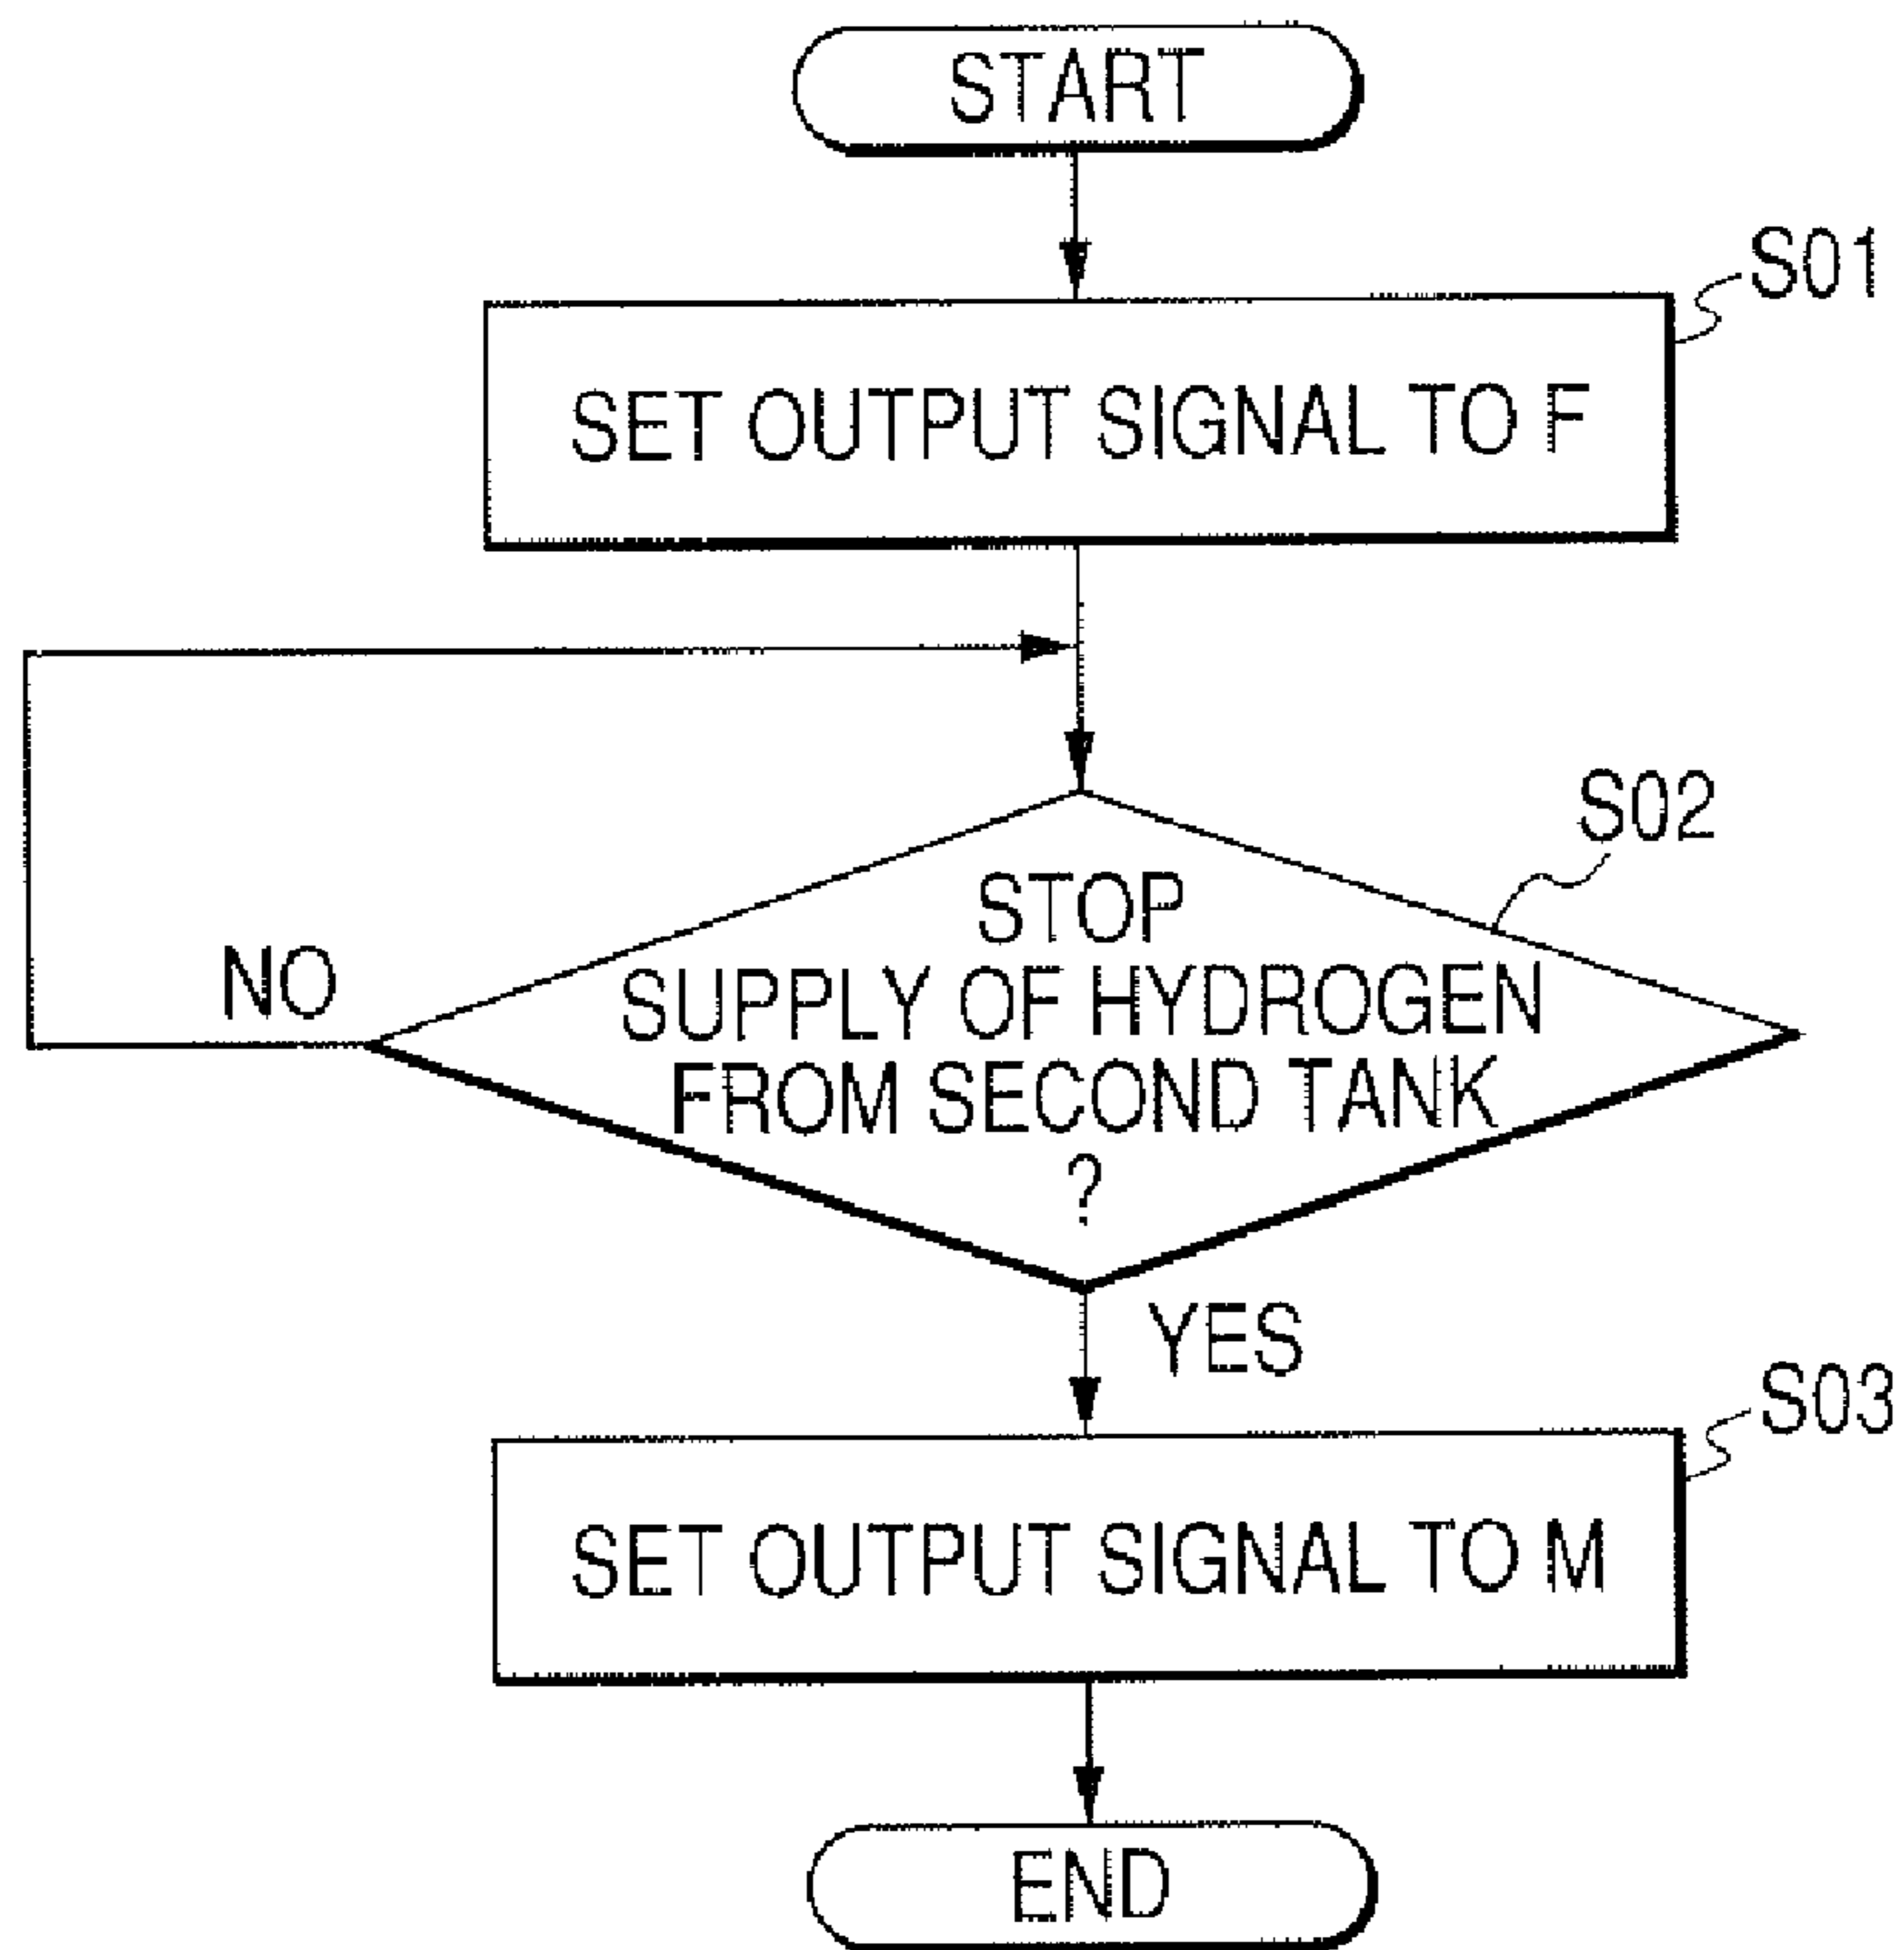 START
S01
SET OUTPUT SIGNAL TO F
S02
STOP
SUPPLY OF HYDROGEN
FROM SECOND TANK
?
NO
YES
S03
SET OUTPUT SIGNAL TO M
END